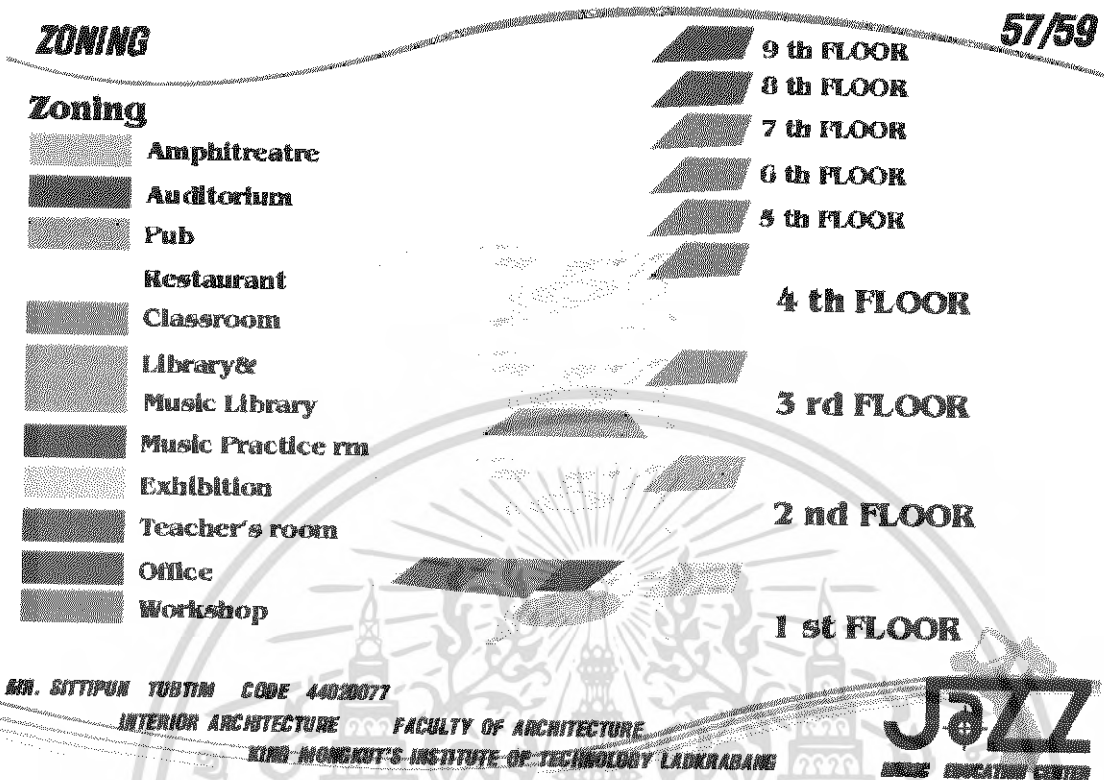 ZONING
57/59
Zoning
Amphitreatre
Auditorium
Pub
Restaurant
Classroom
Library&
Music Library
Music Practice rm
Exhibition
Teacher's room
Office
Workshop
9 th FLOOR
8 th FLOOR
7 th FLOOR
6 th FLOOR
5 th FLOOR
4 th FLOOR
3 rd FLOOR
2 nd FLOOR
1 st FLOOR
MR. SITTIPUN TUBTIM CODE 44020077
INTERIOR ARCHITECTURE FACULTY OF ARCHITECTURE
KING MONGKUT'S INSTITUTE OF TECHNOLOGY LADKRABANG
JaZZ
MUSIC EDUCATION CENTER